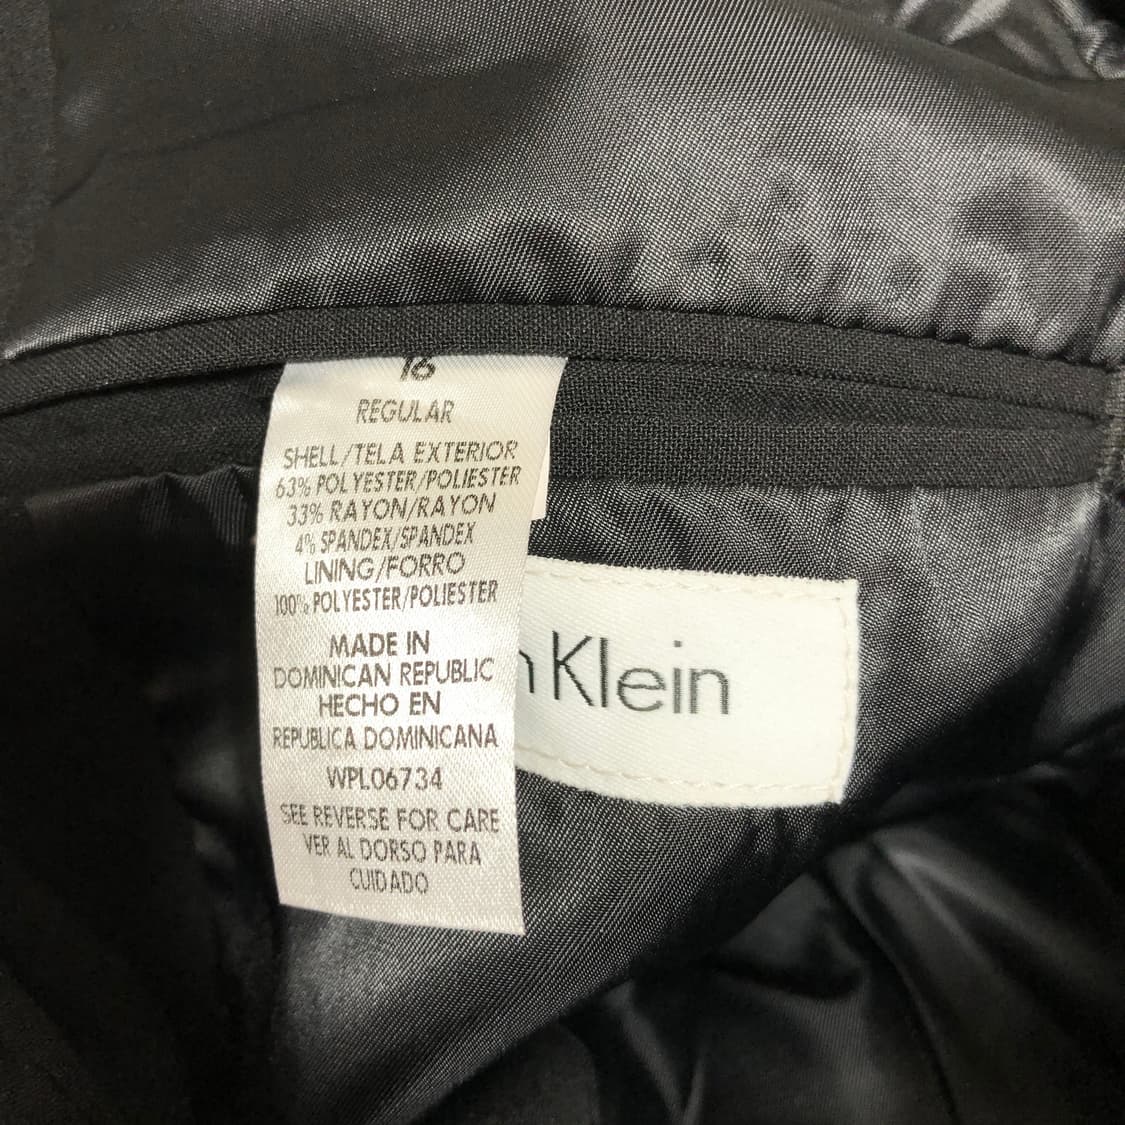 16
REGULAR
SHELL/TELA EXTERIOR
63% POLYESTER/POLIESTER
33% RAYON/RAYON
4% SPANDEX/SPANDEX
LINING/FORRO
100% POLYESTER/POLIESTER
MADE IN
DOMINICAN REPUBLIC
HECHO EN
REPUBLICA DOMINICANA
WPL06734
SEE REVERSE FOR CARE
VER AL DORSO PARA
CUIDADO
n Klein